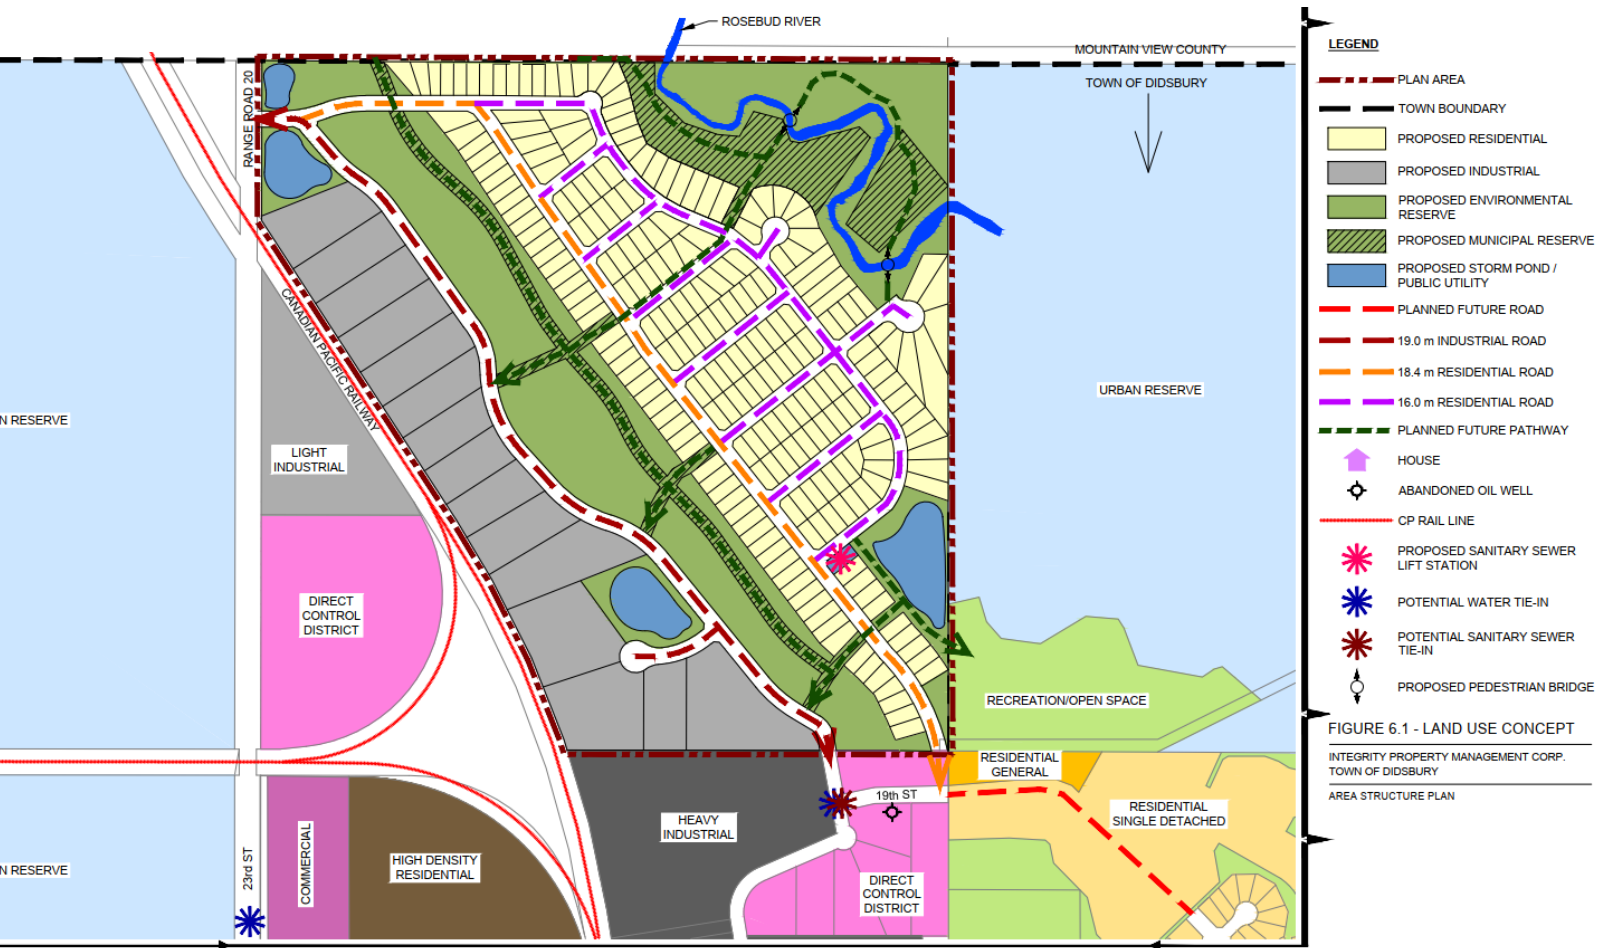 ROSEBUD RIVER
MOUNTAIN VIEW COUNTY
TOWN OF DIDSBURY
RANGE ROAD 20
CANADIAN PACIFIC RAILWAY
N RESERVE
URBAN RESERVE
LIGHT
INDUSTRIAL
DIRECT
CONTROL
DISTRICT
RECREATION/OPEN SPACE
RESIDENTIAL
GENERAL
19th ST
RESIDENTIAL
SINGLE DETACHED
HEAVY
INDUSTRIAL
COMMERCIAL
HIGH DENSITY
RESIDENTIAL
23rd ST
N RESERVE
DIRECT
CONTROL
DISTRICT
LEGEND
PLAN AREA
TOWN BOUNDARY
PROPOSED RESIDENTIAL
PROPOSED INDUSTRIAL
PROPOSED ENVIRONMENTAL
RESERVE
PROPOSED MUNICIPAL RESERVE
PROPOSED STORM POND /
PUBLIC UTILITY
PLANNED FUTURE ROAD
19.0 m INDUSTRIAL ROAD
18.4 m RESIDENTIAL ROAD
16.0 m RESIDENTIAL ROAD
PLANNED FUTURE PATHWAY
HOUSE
ABANDONED OIL WELL
CP RAIL LINE
PROPOSED SANITARY SEWER
LIFT STATION
POTENTIAL WATER TIE-IN
POTENTIAL SANITARY SEWER
TIE-IN
PROPOSED PEDESTRIAN BRIDGE
FIGURE 6.1 - LAND USE CONCEPT
INTEGRITY PROPERTY MANAGEMENT CORP.
TOWN OF DIDSBURY
AREA STRUCTURE PLAN